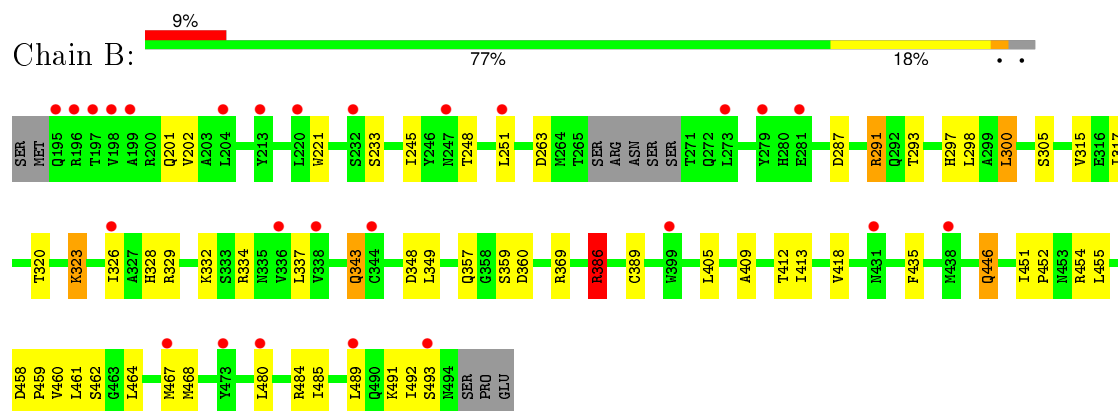 9%
Chain B:
77% 18% • •
SER MET Q195 R196 T197 V198 A199 R200 Q201 V202 A203 L204 V213 L220 W221 S232 S233 I245 V246 N247 T248 L251 D263 M264 T265 SER ARG ASN SER SER T271 Q272 L273 Y279 H280 E281 D287 R291 Q292 T293 H297 L298 A299 L300 S305 V315 E316 I317
T320 K323 I326 A327 H328 R329 K332 S333 R334 N335 V336 L337 V338 Q343 C344 D348 L349 Q357 G358 S359 D360 R369 R386 C389 W399 L405 A409 T412 I413 V418 N431 F435 M438 Q446 I451 P452 N453 R454 L455
D458 P459 V460 L461 S462 G463 L464 M467 M468 Y473 L480 R484 I485 L489 Q490 K491 I492 S493 N494 SER PRO GLU